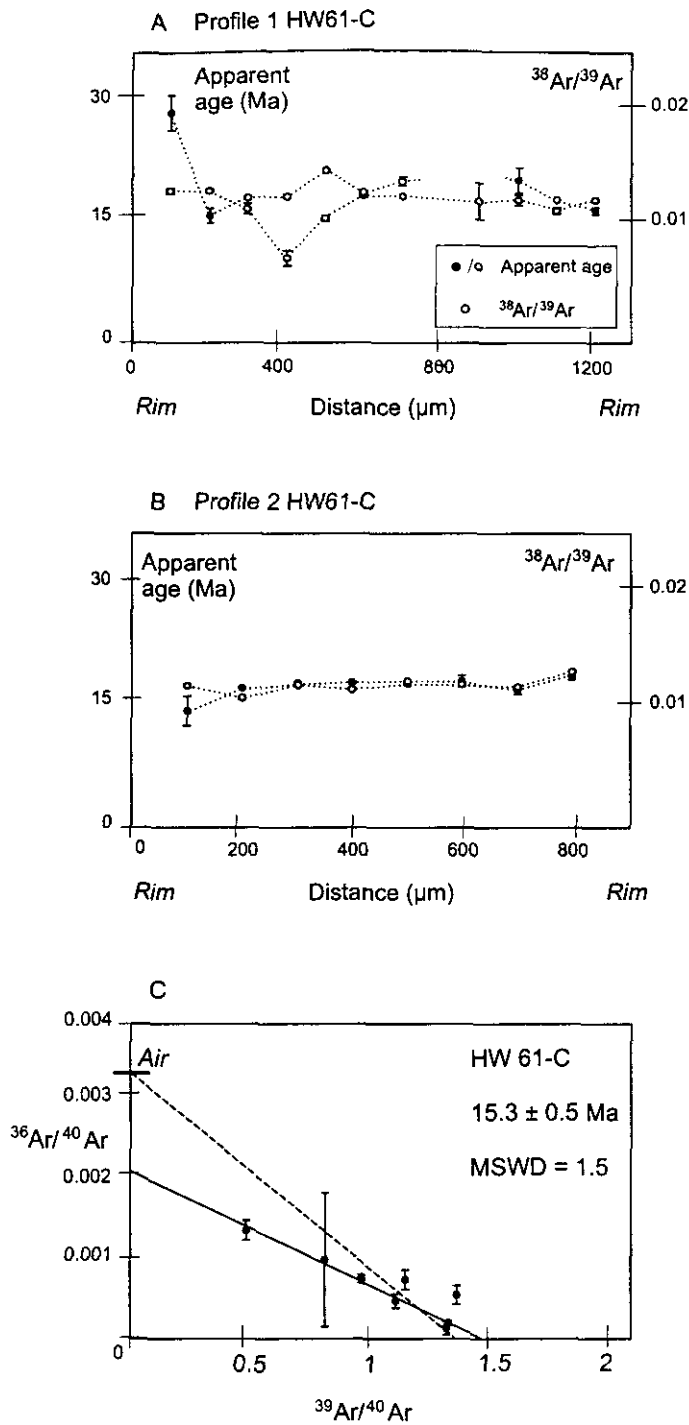 A Profile 1 HW61-C
Apparent age (Ma)
³⁸Ar/³⁹Ar
30
15
0
0.02
0.01
●/○ Apparent age
○ ³⁸Ar/³⁹Ar
0 400 800 1200
Rim Distance (µm) Rim
B Profile 2 HW61-C
Apparent age (Ma)
³⁸Ar/³⁹Ar
30
15
0
0.02
0.01
0 200 400 600 800
Rim Distance (µm) Rim
C
0.004
Air
0.003
³⁶Ar/⁴⁰Ar
0.002
0.001
0
HW 61-C
15.3 ± 0.5 Ma
MSWD = 1.5
0.5 1 1.5 2
³⁹Ar/⁴⁰Ar